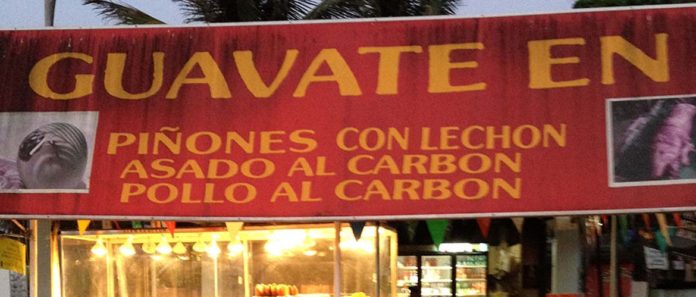 GUAVATE EN
PIÑONES CON LECHON
ASADO AL CARBON
POLLO AL CARBON